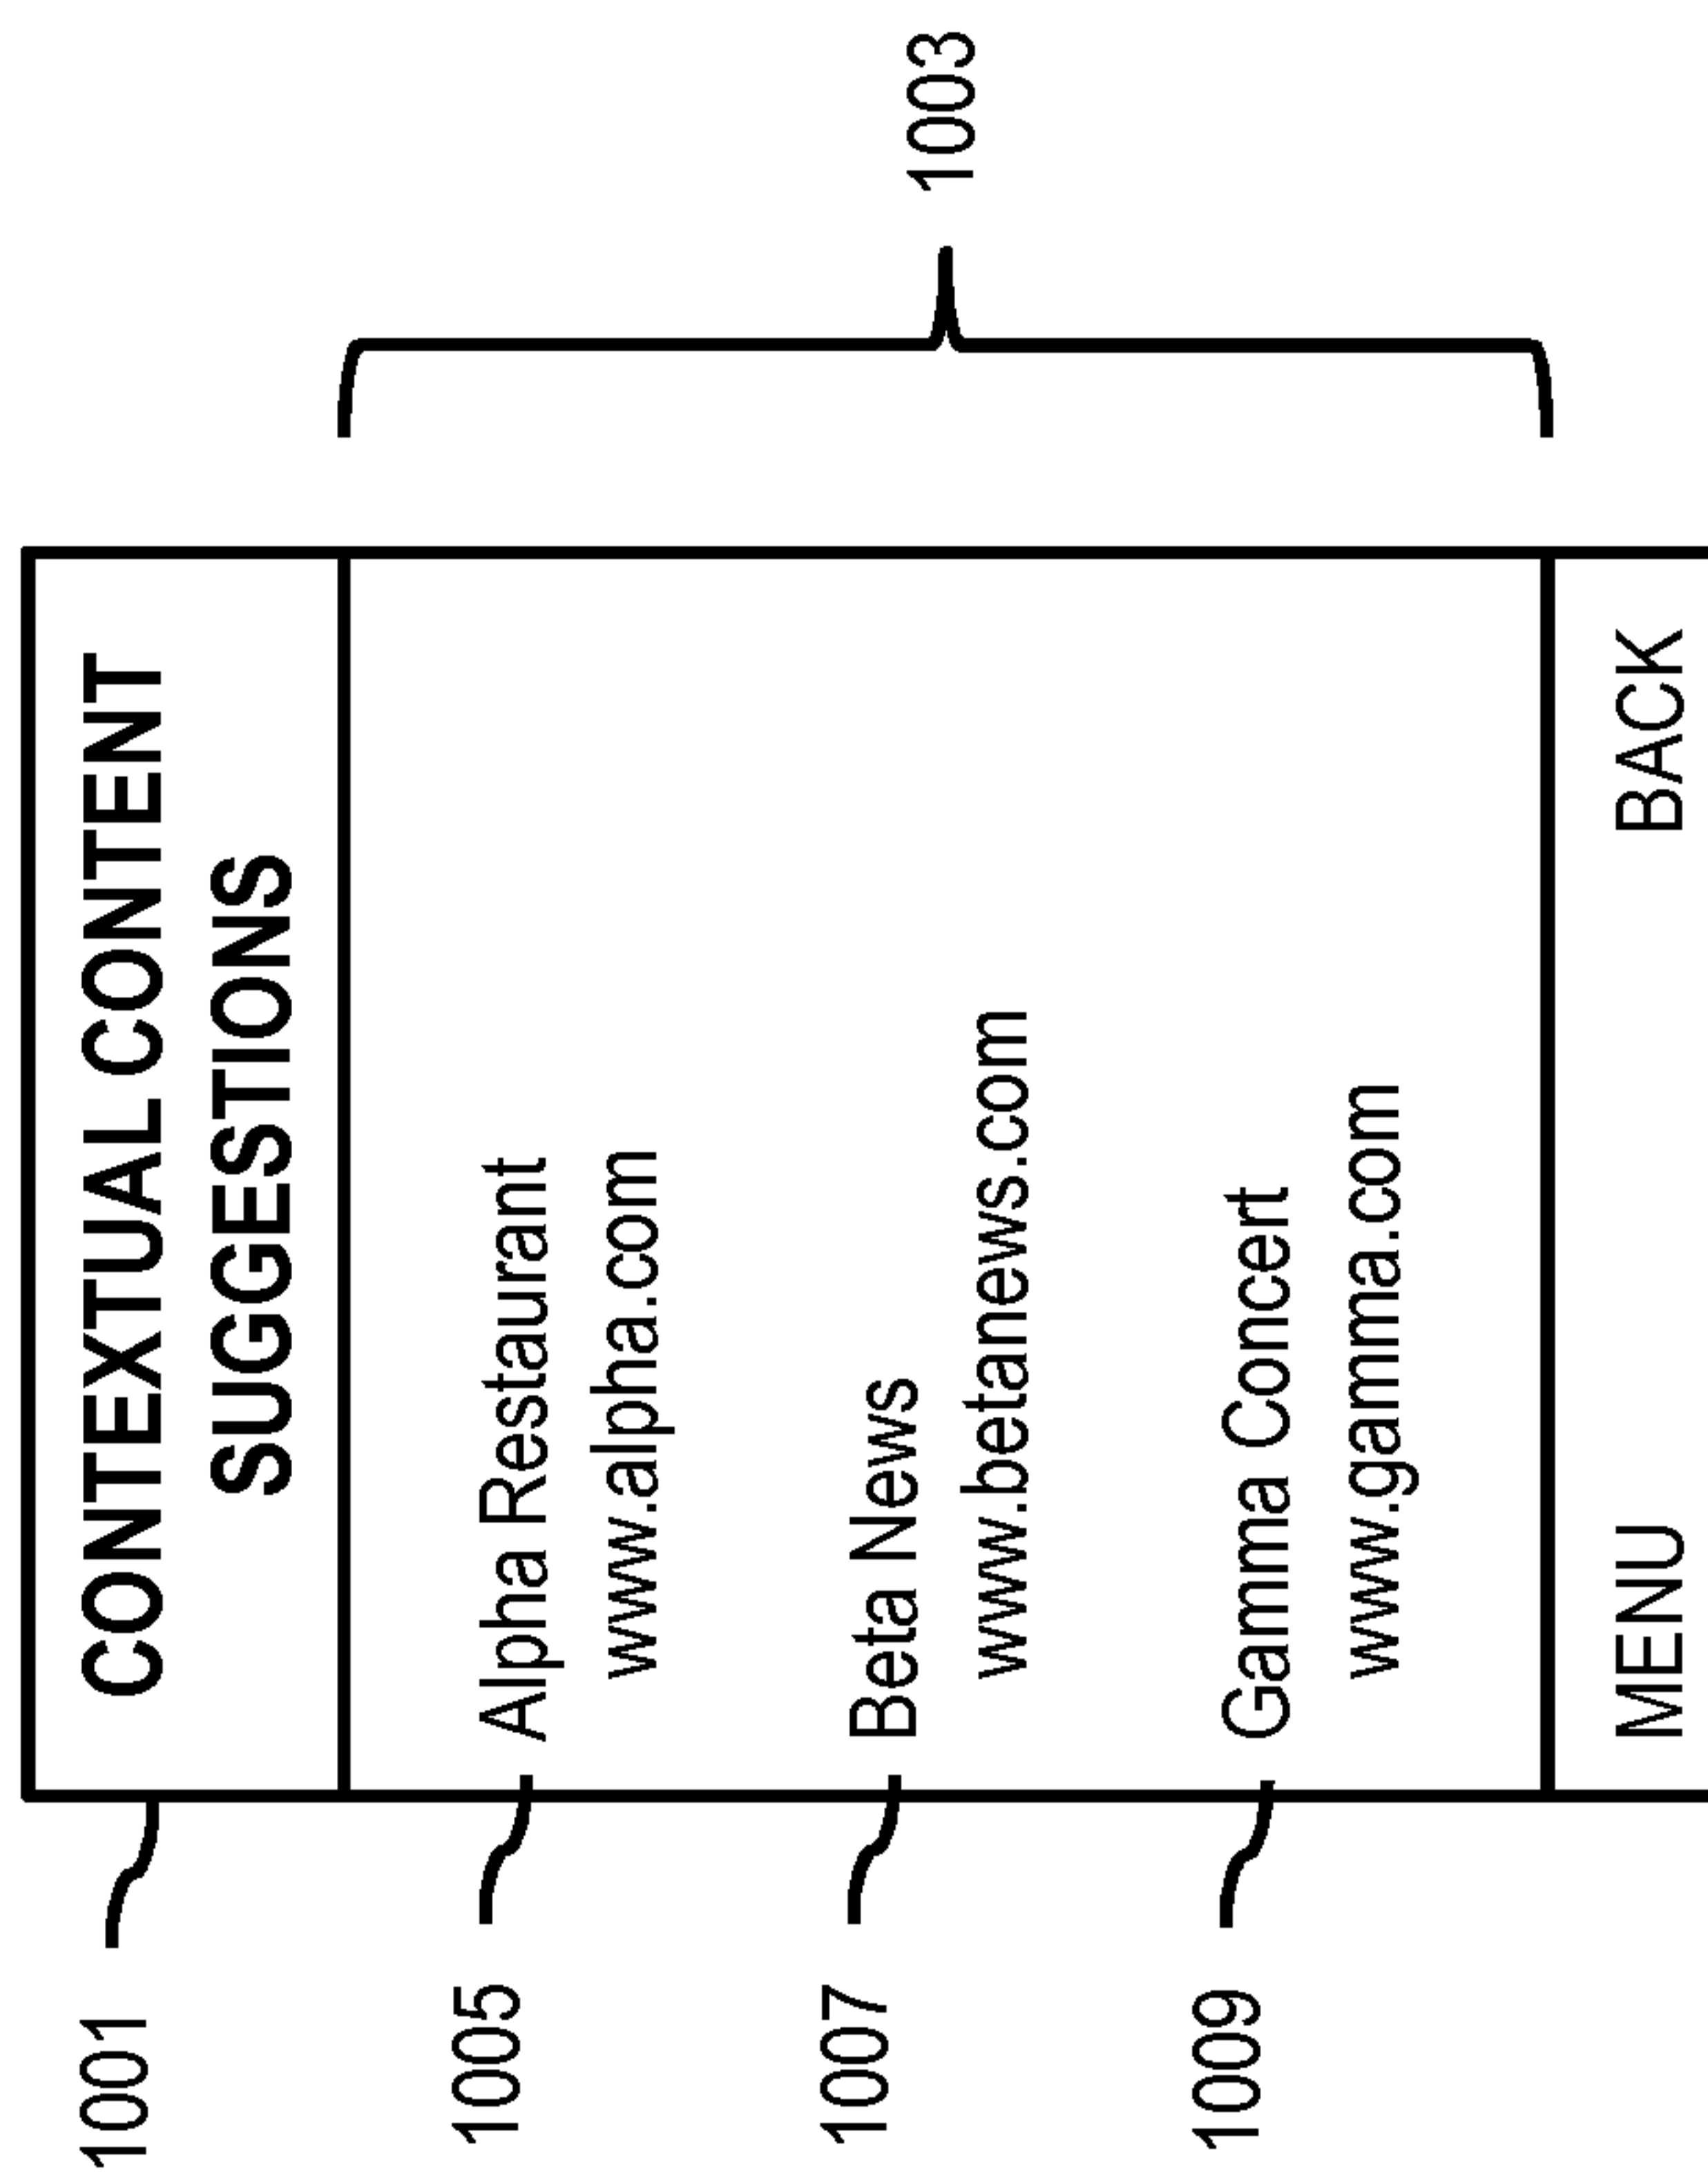 1001
CONTEXTUAL CONTENT
SUGGESTIONS
1003
1005
Alpha Restaurant
www.alpha.com
1007
Beta News
www.betanews.com
1009
Gamma Concert
www.gamma.com
MENU
BACK